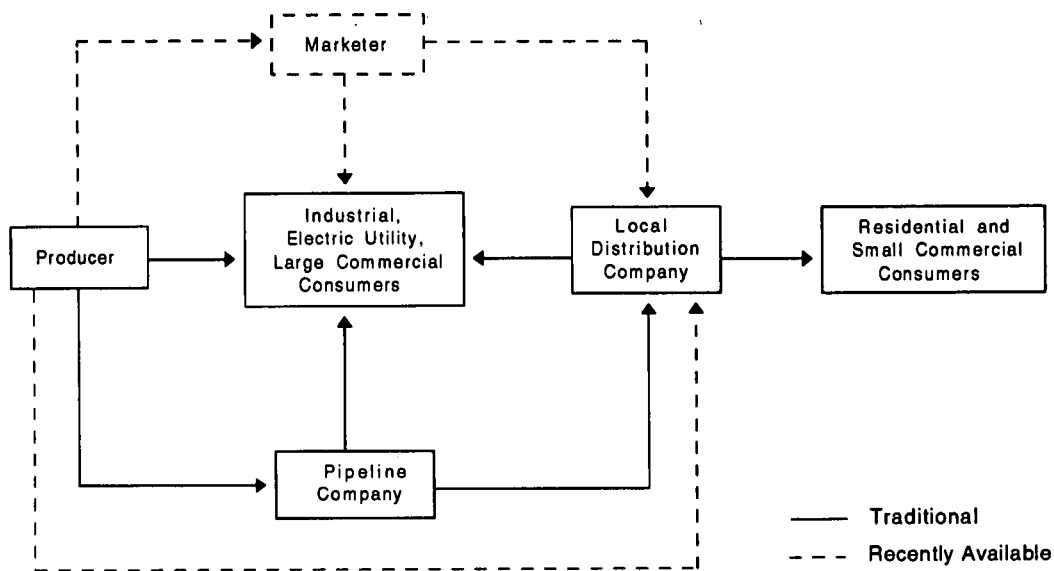 Marketer
Producer
Industrial,
Electric Utility,
Large Commercial
Consumers
Local
Distribution
Company
Residential and
Small Commercial
Consumers
Pipeline
Company
Traditional
Recently Available